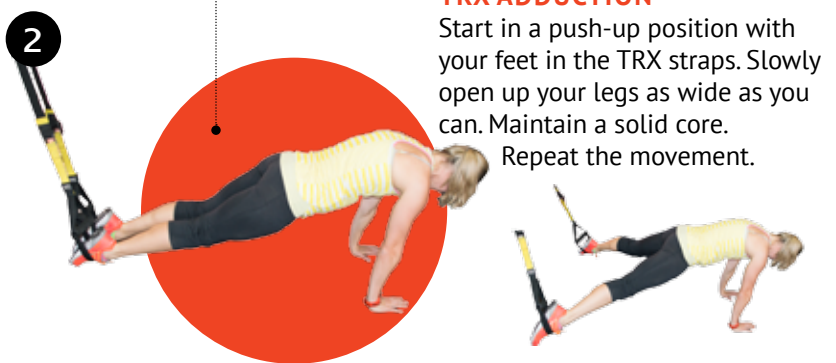 2
TRX ADDUCTION
Start in a push-up position with
your feet in the TRX straps. Slowly
open up your legs as wide as you
can. Maintain a solid core.
Repeat the movement.